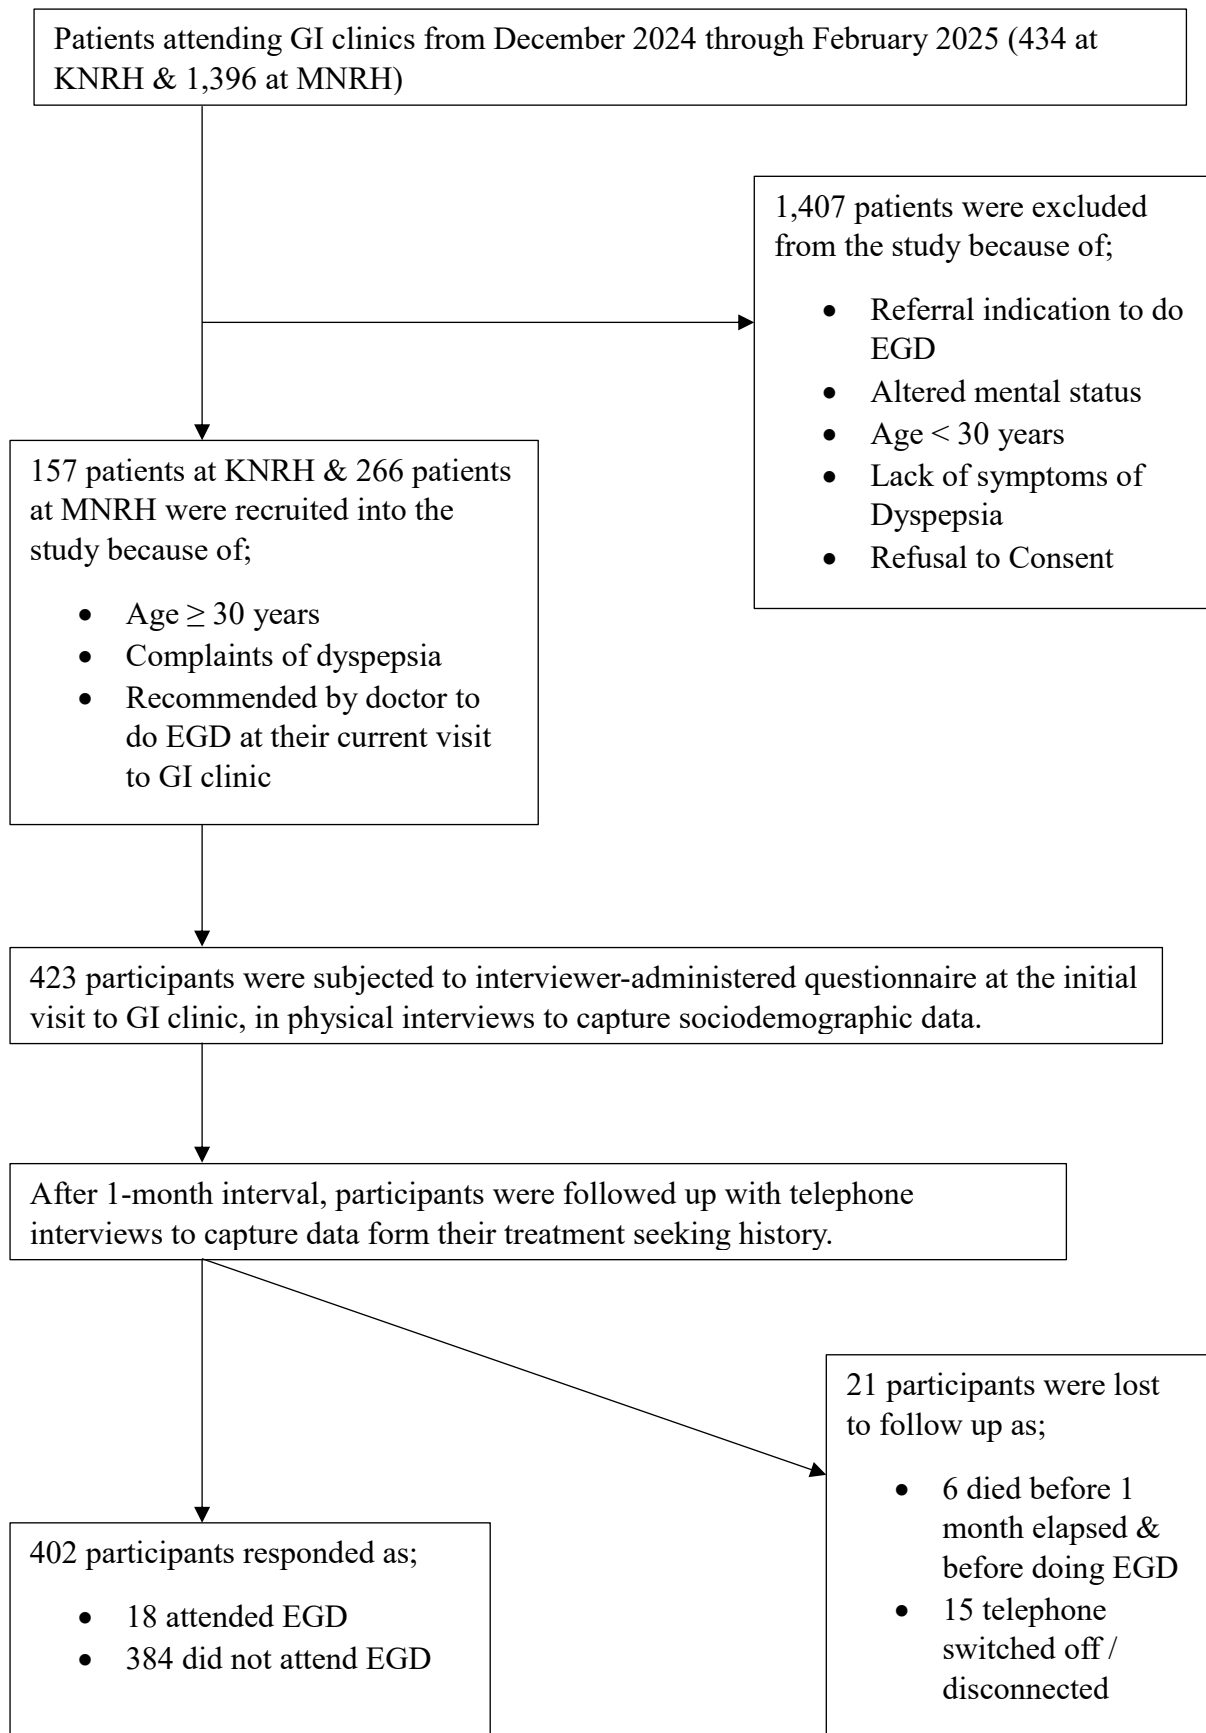 Patients attending GI clinics from December 2024 through February 2025 (434 at
KNRH & 1,396 at MNRH)
1,407 patients were excluded
from the study because of;
• Referral indication to do
EGD
• Altered mental status
• Age < 30 years
• Lack of symptoms of
Dyspepsia
• Refusal to Consent
157 patients at KNRH & 266 patients
at MNRH were recruited into the
study because of;
• Age ≥ 30 years
• Complaints of dyspepsia
• Recommended by doctor to
do EGD at their current visit
to GI clinic
423 participants were subjected to interviewer-administered questionnaire at the initial
visit to GI clinic, in physical interviews to capture sociodemographic data.
After 1-month interval, participants were followed up with telephone
interviews to capture data form their treatment seeking history.
21 participants were lost
to follow up as;
• 6 died before 1
month elapsed &
before doing EGD
• 15 telephone
switched off /
disconnected
402 participants responded as;
• 18 attended EGD
• 384 did not attend EGD